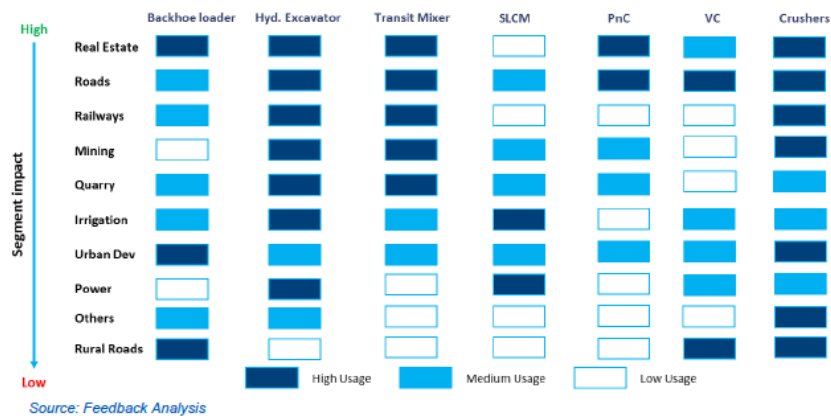 Backhoe loader Hyd. Excavator Transit Mixer SLCM PnC VC Crushers
High
Real Estate
Roads
Railways
Mining
Quarry
Irrigation
Urban Dev
Power
Others
Rural Roads
Segment impact
Low
High Usage Medium Usage Low Usage
Source: Feedback Analysis